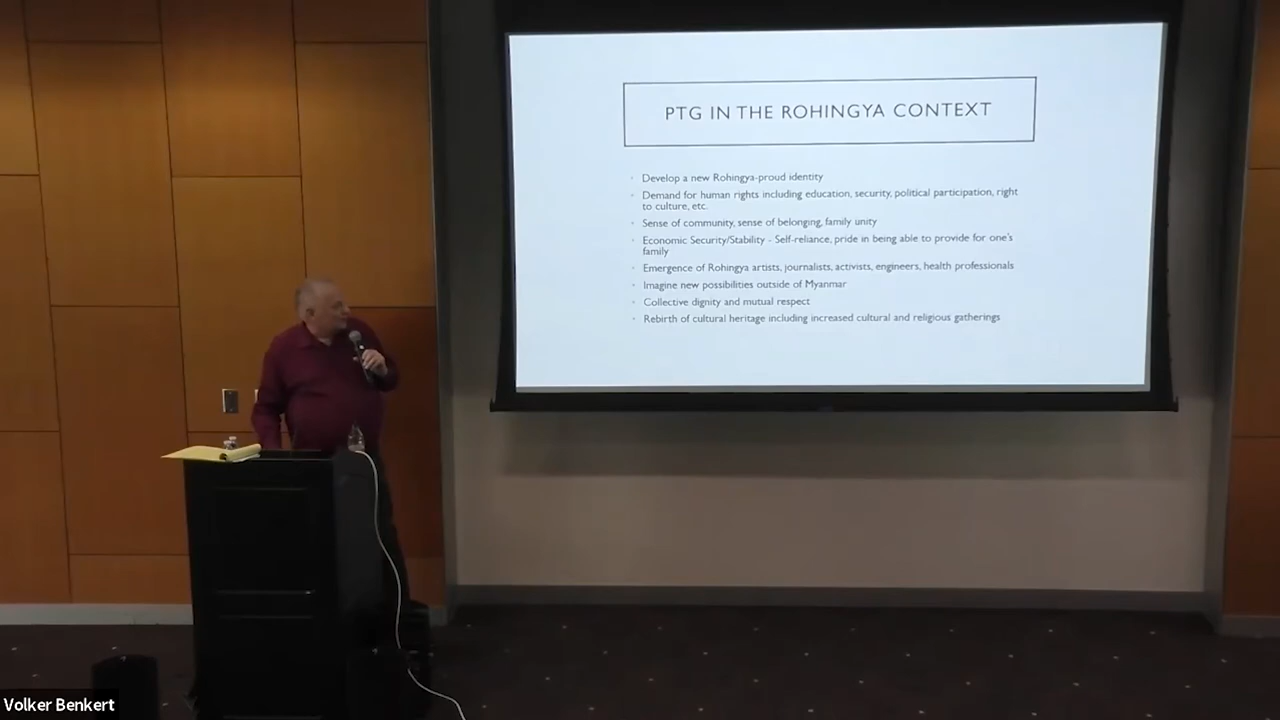 PTG IN THE ROHINGYA CONTEXT
• Develop a new Rohingya-proud identity
• Demand for human rights including education, security, political participation, right
to culture, etc.
• Sense of community, sense of belonging, family unity
• Economic Security/Stability - Self-reliance, pride in being able to provide for one's
family
• Emergence of Rohingya artists, journalists, activists, engineers, health professionals
• Imagine new possibilities outside of Myanmar
• Collective dignity and mutual respect
• Rebirth of cultural heritage including increased cultural and religious gatherings
Volker Benkert